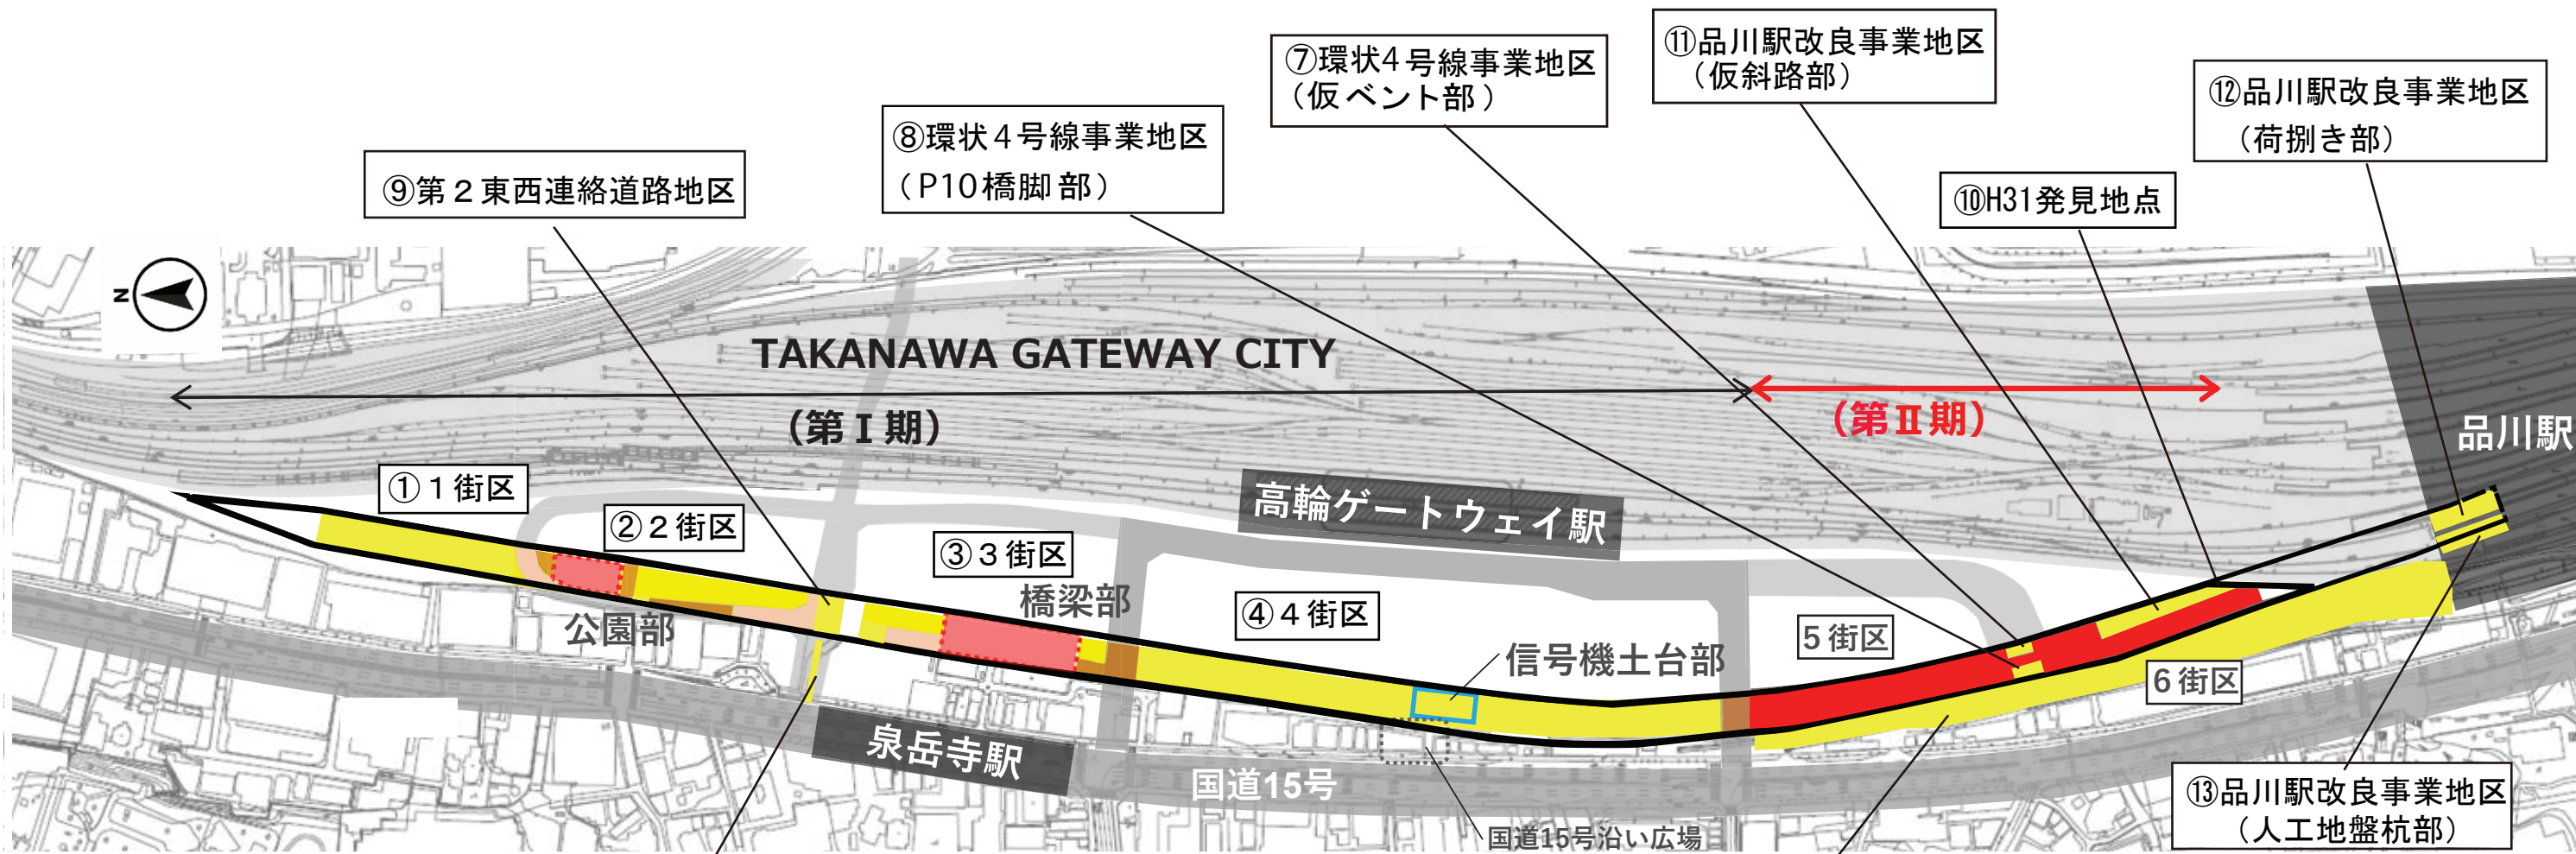 ⑪品川駅改良事業地区
（仮斜路部）
⑦環状4号線事業地区
（仮ベント部）
⑫品川駅改良事業地区
（荷捌き部）
⑧環状4号線事業地区
（P10橋脚部）
⑨第２東西連絡道路地区
⑩H31発見地点
N
TAKANAWA GATEWAY CITY
（第Ⅰ期）
（第Ⅱ期）
品川駅
①１街区
②２街区
高輪ゲートウェイ駅
③３街区
橋梁部
公園部
④４街区
信号機土台部
５街区
６街区
泉岳寺駅
国道15号
国道15号沿い広場
⑬品川駅改良事業地区
（人工地盤杭部）